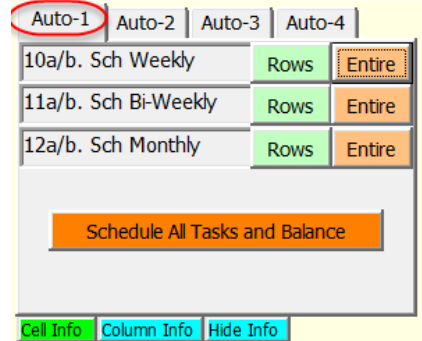 Auto-1 Auto-2 Auto-3 Auto-4
10a/b. Sch Weekly Rows Entire
11a/b. Sch Bi-Weekly Rows Entire
12a/b. Sch Monthly Rows Entire
Schedule All Tasks and Balance
Cell Info Column Info Hide Info